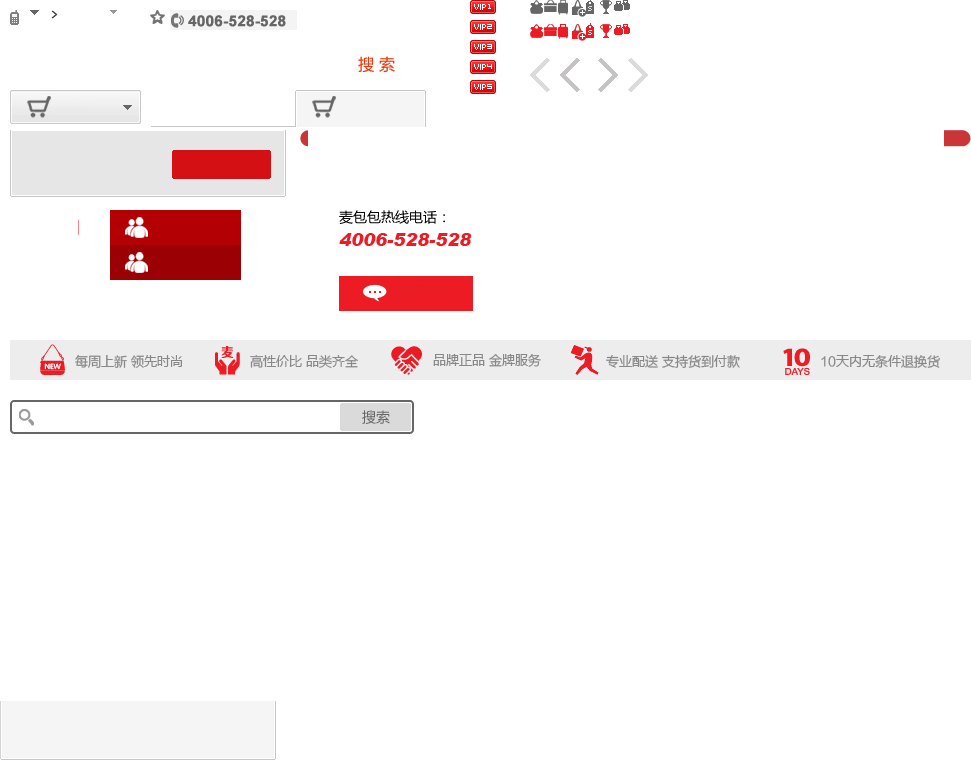 4006-528-528
VIP1
VIP2
VIP3
VIP4
VIP5
搜 索
麦包包热线电话：
4006-528-528
NEW 每周上新 领先时尚 麦 高性价比 品类齐全 品牌正品 金牌服务 专业配送 支持货到付款 10 DAYS 10天内无条件退换货
搜索